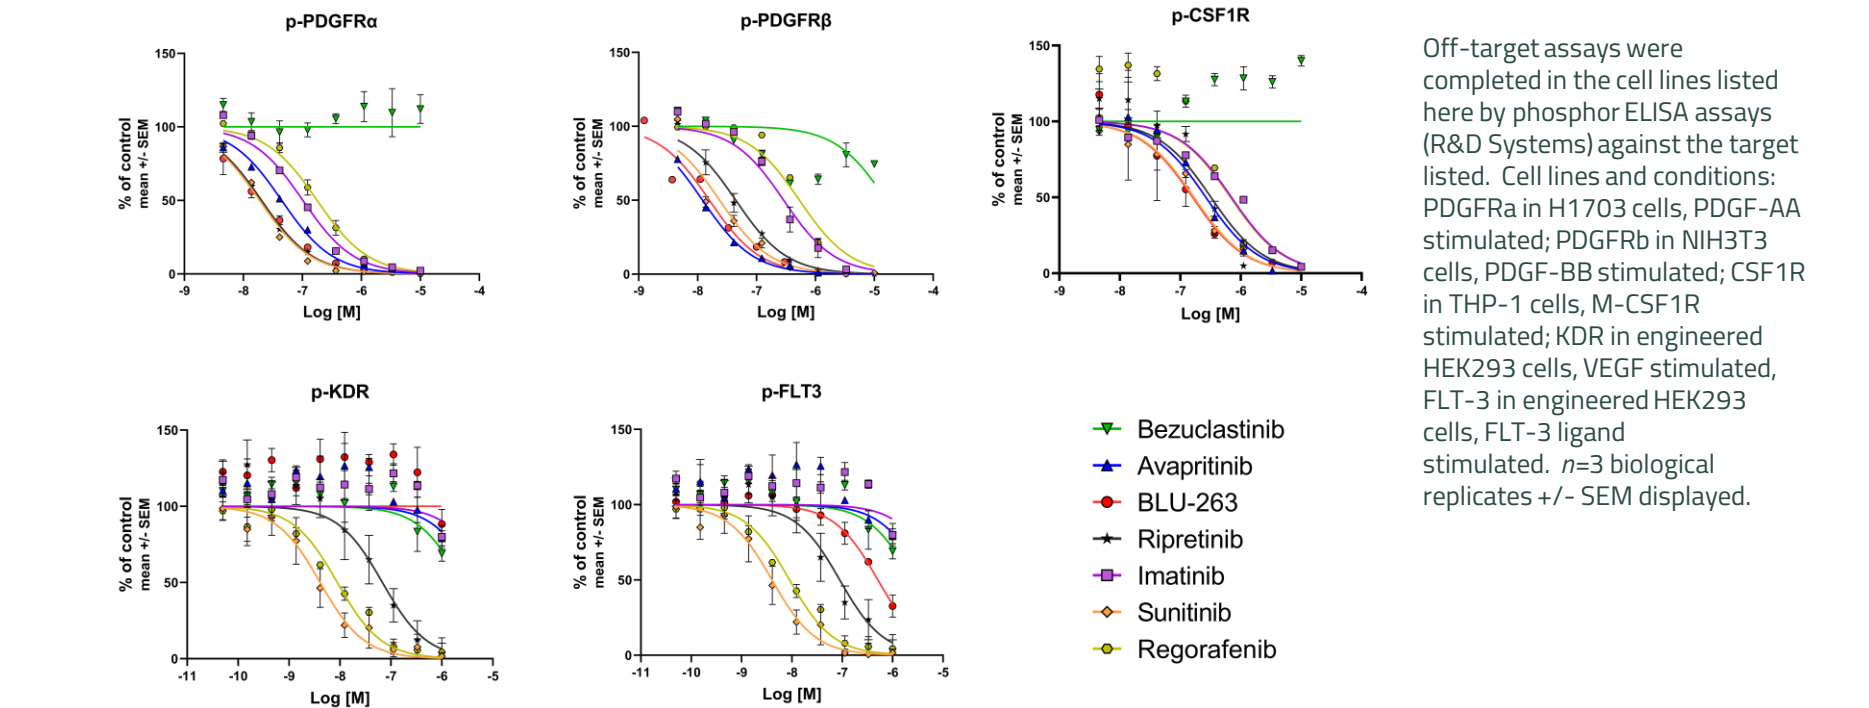 p-PDGFRα
% of control
mean +/- SEM
150
100
50
0
-9 -8 -7 -6 -5 -4
Log [M]
p-PDGFRβ
% of control
mean +/- SEM
150
100
50
0
-9 -8 -7 -6 -5 -4
Log [M]
p-CSF1R
% of control
mean +/- SEM
150
100
50
0
-9 -8 -7 -6 -5 -4
Log [M]
Off-target assays were
completed in the cell lines listed
here by phosphor ELISA assays
(R&D Systems) against the target
listed. Cell lines and conditions:
PDGFRa in H1703 cells, PDGF-AA
stimulated; PDGFRb in NIH3T3
cells, PDGF-BB stimulated; CSF1R
in THP-1 cells, M-CSF1R
stimulated; KDR in engineered
HEK293 cells, VEGF stimulated,
FLT-3 in engineered HEK293
cells, FLT-3 ligand
stimulated. n=3 biological
replicates +/- SEM displayed.
p-KDR
% of control
mean +/- SEM
150
100
50
0
-11 -10 -9 -8 -7 -6 -5
Log [M]
p-FLT3
% of control
mean +/- SEM
150
100
50
0
-11 -10 -9 -8 -7 -6 -5
Log [M]
Bezuclastinib
Avapritinib
BLU-263
Ripretinib
Imatinib
Sunitinib
Regorafenib